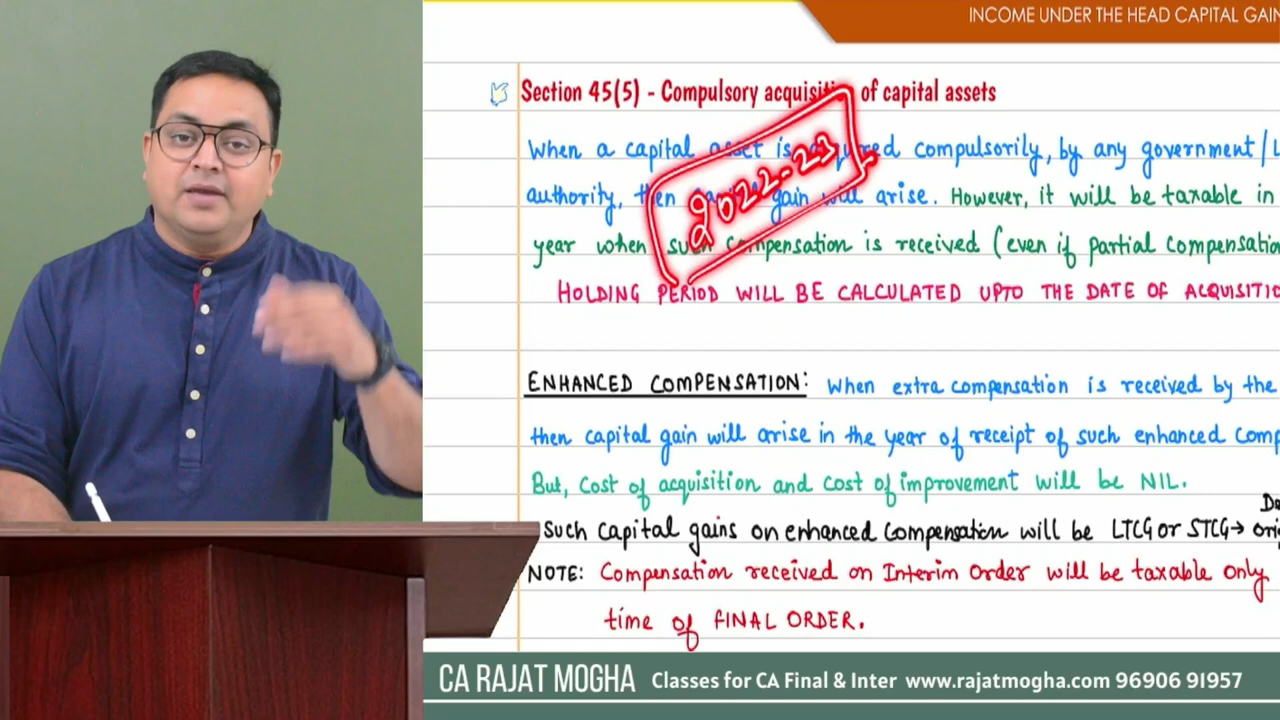 INCOME UNDER THE HEAD CAPITAL GAIN
Section 45(5) - Compulsory acquisition of capital assets
When a capital asset is acquired compulsorily, by any government/L
authority, then gain will arise. However, it will be taxable in
2022-23
year when such compensation is received (even if partial compensatio
HOLDING PERIOD WILL BE CALCULATED UPTO THE DATE OF ACQUISITIO
ENHANCED COMPENSATION: When extra compensation is received by the
then capital gain will arise in the year of receipt of such enhanced comp
But, cost of acquisition and cost of improvement will be NIL.
Da
Such capital gains on enhanced compensation will be LTCG or STCG→ orig
NOTE: Compensation received on Interim Order will be taxable only
time of FINAL ORDER.
CA RAJAT MOGHA Classes for CA Final & Inter www.rajatmogha.com 96906 91957